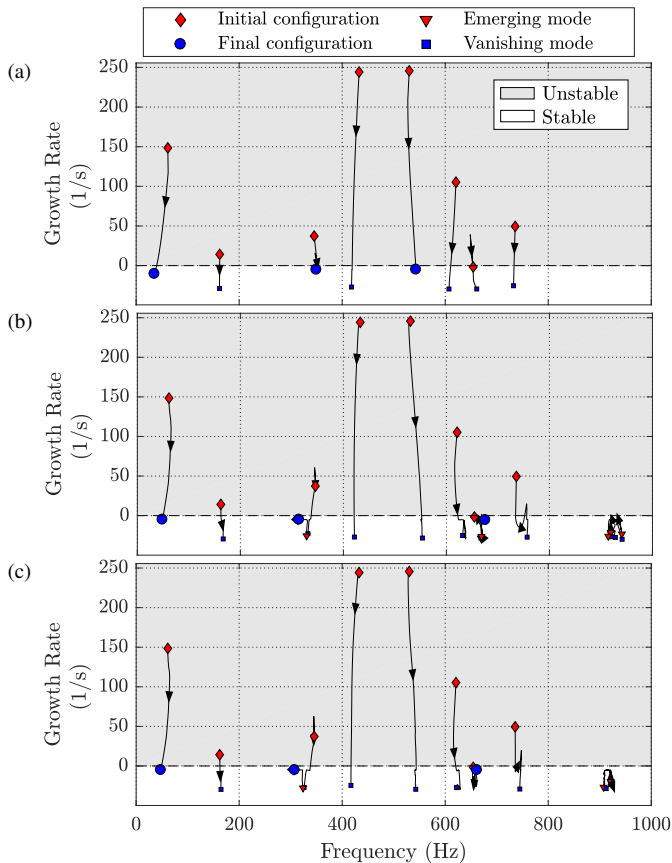 Initial configuration
Emerging mode
Final configuration
Vanishing mode
(a)
250
200
150
100
50
0
Growth Rate
(1/s)
Unstable
Stable
(b)
250
200
150
100
50
0
Growth Rate
(1/s)
(c)
250
200
150
100
50
0
Growth Rate
(1/s)
0 200 400 600 800 1000
Frequency (Hz)